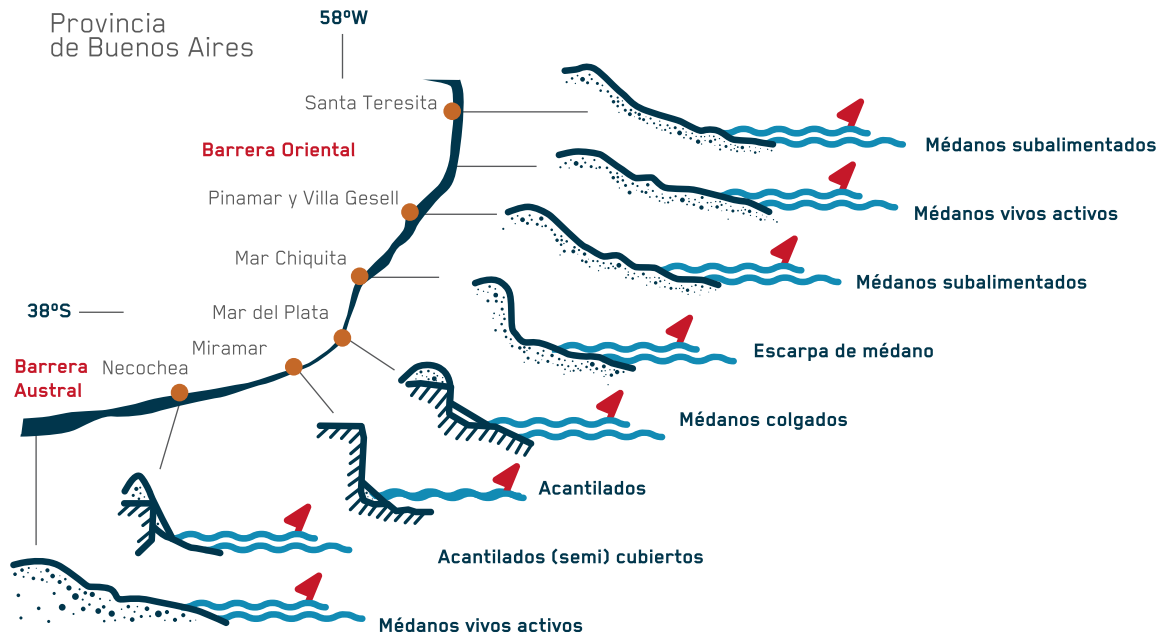 Provincia
de Buenos Aires
58ºW
Santa Teresita
Barrera Oriental
Médanos subalimentados
Pinamar y Villa Gesell
Médanos vivos activos
Mar Chiquita
Médanos subalimentados
38ºS
Mar del Plata
Miramar
Escarpa de médano
Barrera
Austral
Necochea
Médanos colgados
Acantilados
Acantilados (semi) cubiertos
Médanos vivos activos